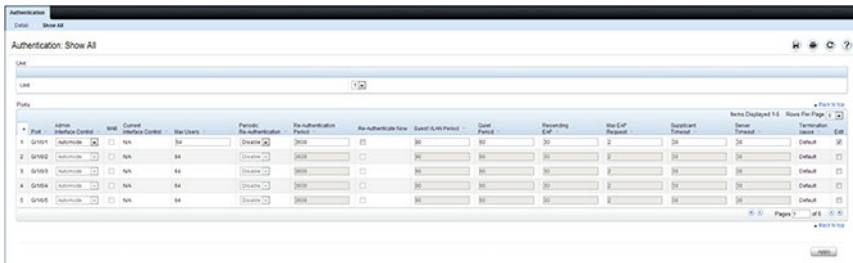 Authentication
Detail Show All
Authentication: Show All
Unit
Unit 1
Ports
Back to top
Items Displayed 1-5 Rows Per Page 5
Port Admin Interface Control MAB Current Interface Control Max Users Periodic Re-Authentication Re-Authentication Period Re-Authenticate Now Guest VLAN Period Quiet Period Resending EAP Max EAP Request Supplicant Timeout Server Timeout Termination cause Edit
1 G/1/0/1 Automode N/A 64 Disable 3600 90 60 30 2 30 30 Default
2 G/1/0/2 Automode N/A 64 Disable 3600 90 60 30 2 30 30 Default
3 G/1/0/3 Automode N/A 64 Disable 3600 90 60 30 2 30 30 Default
4 G/1/0/4 Automode N/A 64 Disable 3600 90 60 30 2 30 30 Default
5 G/1/0/5 Automode N/A 64 Disable 3600 90 60 30 2 30 30 Default
Pages 1 of 6
Back to top
Apply